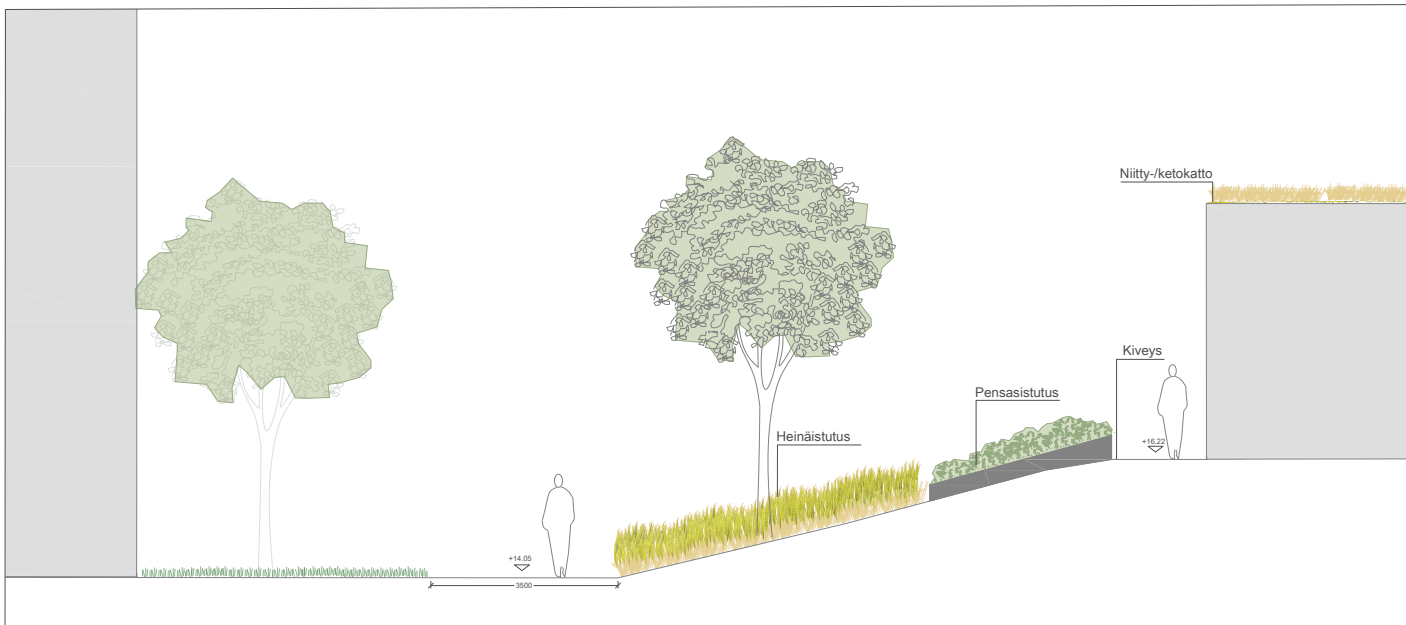 Niitty-/ketokatto
Kiveys
Pensasistutus
Heinäistutus
+16.22
+14.05
3500